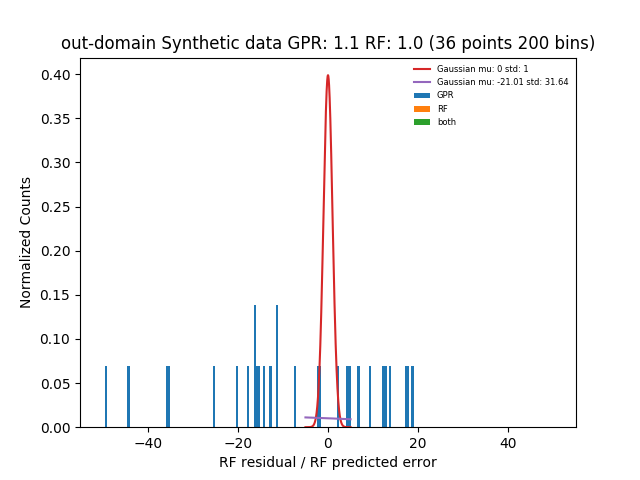 out-domain Synthetic data GPR: 1.1 RF: 1.0 (36 points 200 bins)
Gaussian mu: 0 std: 1
Gaussian mu: -21.01 std: 31.64
GPR
RF
both
Normalized Counts
0.40
0.35
0.30
0.25
0.20
0.15
0.10
0.05
0.00
−40 −20 0 20 40
RF residual / RF predicted error